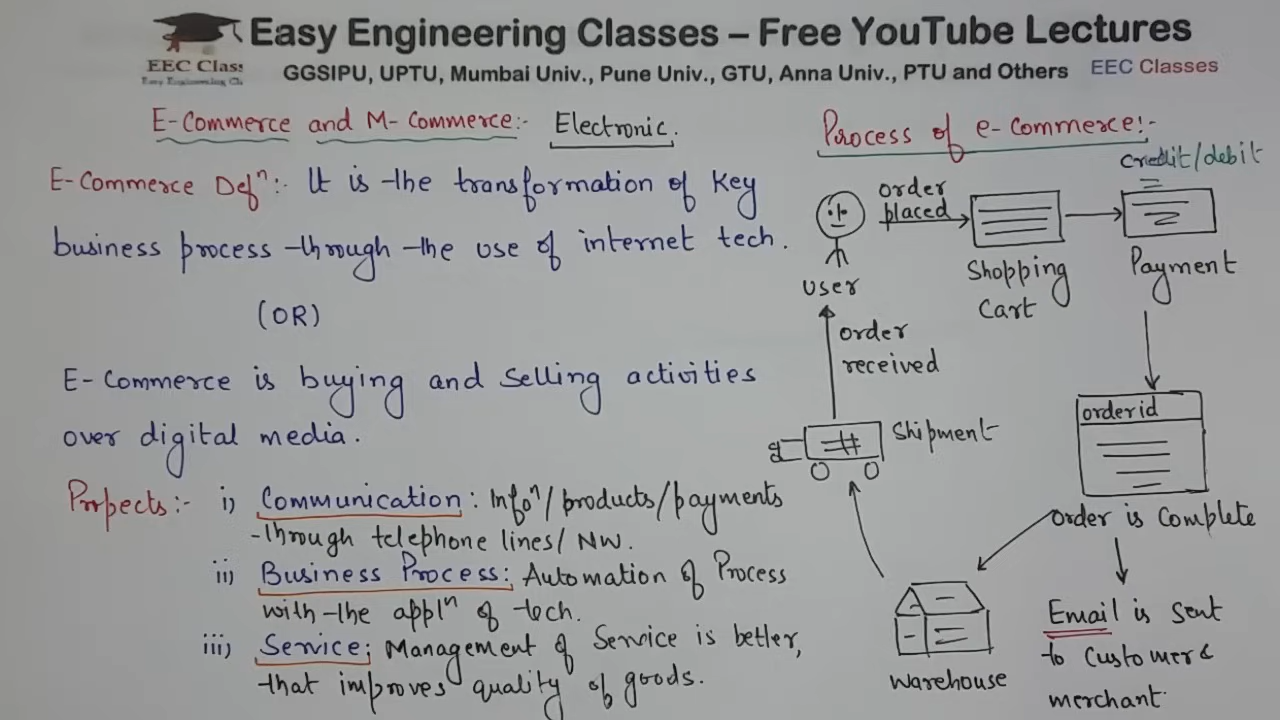 Easy Engineering Classes – Free YouTube Lectures
EEC Clas
Easy Engineering Cl
GGSIPU, UPTU, Mumbai Univ., Pune Univ., GTU, Anna Univ., PTU and Others
EEC Classes
E-Commerce and M-Commerce:- Electronic.
E-Commerce Defⁿ:- It is the transformation of key
business process through the use of internet tech.
(OR)
E-Commerce is buying and selling activities
over digital media.
Propects:- i) Communication: Infoⁿ/products/payments
through telephone lines/NW.
ii) Business Process: Automation of Process
with the applⁿ of tech.
iii) Service: Management of Service is better,
that improves quality of goods.
Process of e-commerce:-
credit/debit
order
placed
user
Shopping
Cart
Payment
order
received
orderid
Shipment
order is complete
warehouse
Email is sent
to customer &
merchant.